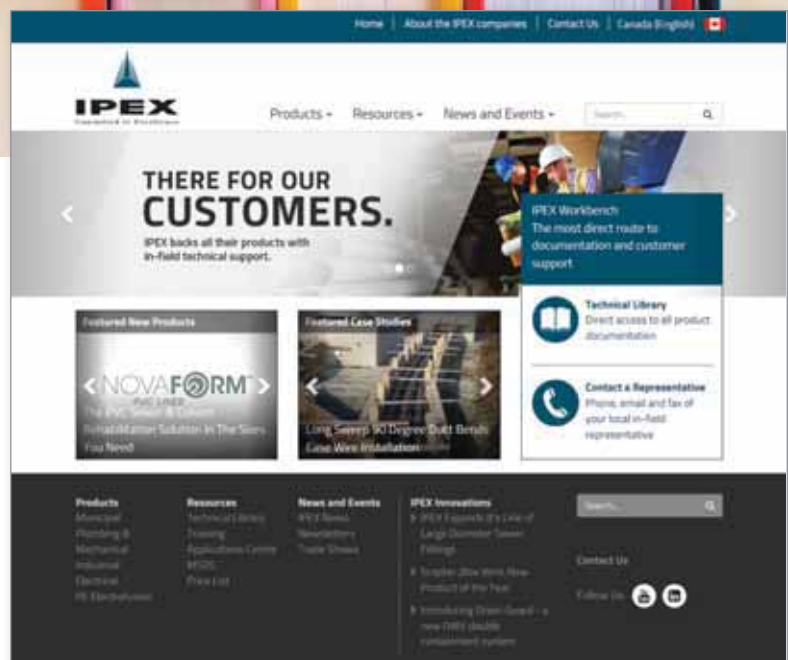 Home | About the IPEX companies | Contact Us | Canada (English)
IPEX
Products
Resources
News and Events
Search...
THERE FOR OUR
CUSTOMERS.
IPEX backs all their products with
in-field technical support.
IPEX Workbench
The most direct route to
documentation and customer
support
Technical Library
Direct access to all product
documentation
Contact a Representative
Phone, email and fax of
your local in-field
representative
Featured New Products
NOVAFORM
PVC LINER
Rehabilitation Solution In The Sizes
You Need
Featured Case Studies
Long Sweep 90 Degree Duct Bends
Ease Wire Installation
Products
Municipal
Plumbing &
Mechanical
Industrial
Electrical
PE Electrofusion
Resources
Technical Library
Training
Applications Centre
MSDS
Price List
News and Events
IPEX News
Newsletters
Trade Shows
IPEX Innovations
IPEX Expands it's Line of
Large Diameter Sewer
Fittings
Product of the Year
Introducing Drain-Guard - a
new DWV double
containment system
Search...
Contact Us
Follow Us